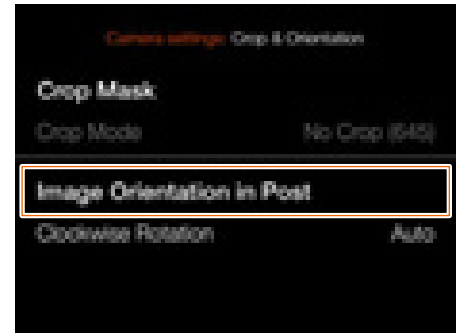 Camera settings: Crop & Orientation
Crop Mask
Crop Mode No Crop (645)
Image Orientation in Post
Clockwise Rotation Auto